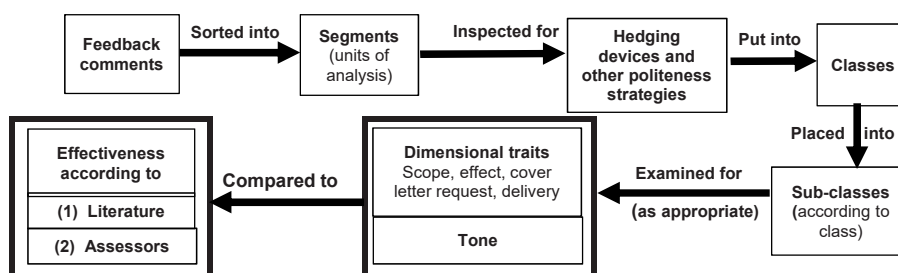 Feedback
comments
Sorted into
Segments
(units of
analysis)
Inspected for
Hedging
devices and
other politeness
strategies
Put into
Classes
Placed into
Sub-classes
(according to
class)
Examined for
(as appropriate)
Dimensional traits
Scope, effect, cover
letter request, delivery
Tone
Compared to
Effectiveness
according to
(1) Literature
(2) Assessors